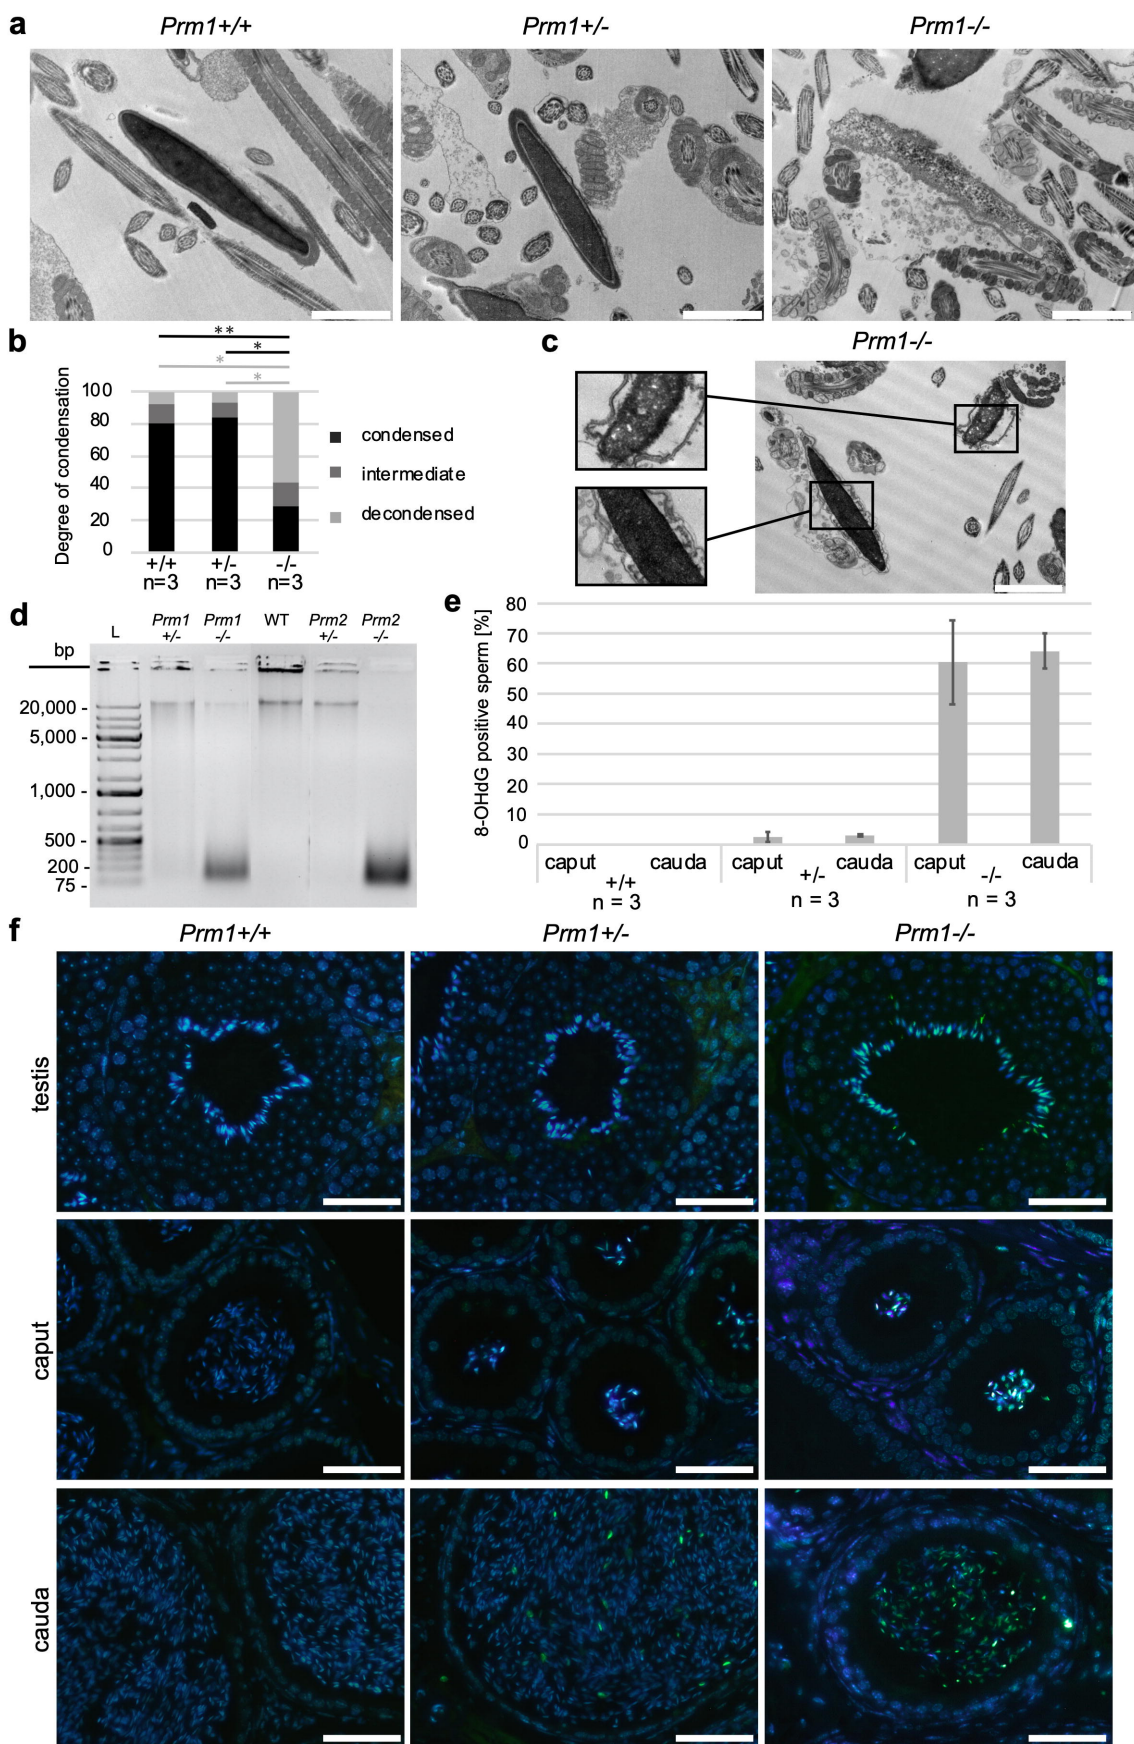 a
Prm1+/+
Prm1+/-
Prm1-/-
b
** 
*
*
*
Degree of condensation
100
80
60
40
20
0
+/+
n=3
+/-
n=3
-/-
n=3
condensed
intermediate
decondensed
c
Prm1-/-
d
bp
L
Prm1
+/-
Prm1
-/-
WT
Prm2
+/-
Prm2
-/-
20,000 -
5,000 -
1,000 -
500 -
200 -
75 -
e
8-OHdG positive sperm [%]
80
70
60
50
40
30
20
10
0
caput
cauda
caput
cauda
caput
cauda
+/+
n = 3
+/-
n = 3
-/-
n = 3
f
Prm1+/+
Prm1+/-
Prm1-/-
testis
caput
cauda